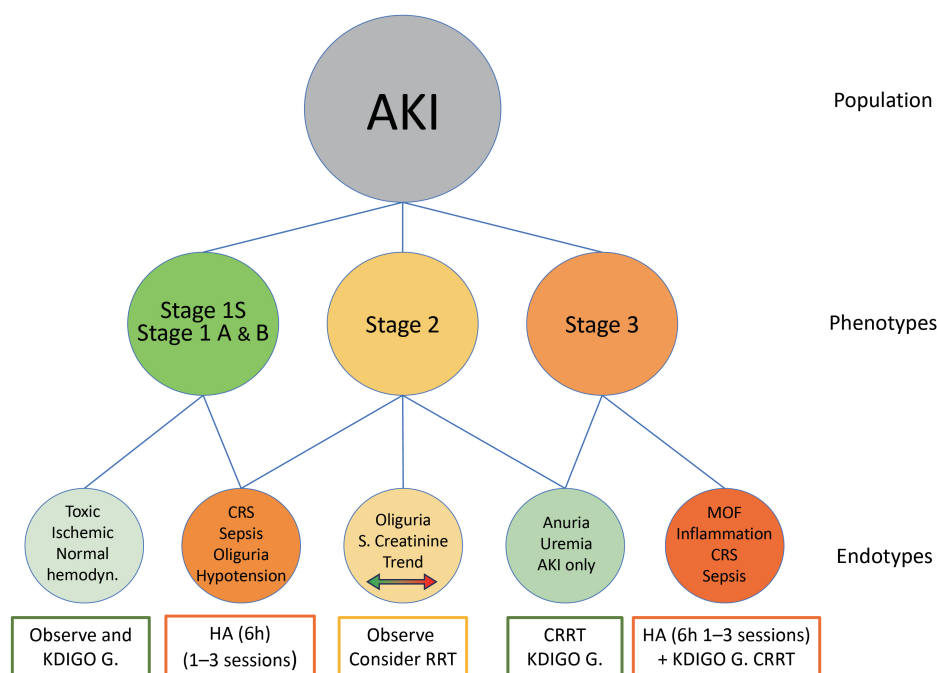 AKI
Population
Stage 1S
Stage 1 A & B
Stage 2
Stage 3
Phenotypes
Toxic
Ischemic
Normal
hemodyn.
CRS
Sepsis
Oliguria
Hypotension
Oliguria
S. Creatinine
Trend
Anuria
Uremia
AKI only
MOF
Inflammation
CRS
Sepsis
Endotypes
Observe and
KDIGO G.
HA (6h)
(1–3 sessions)
Observe
Consider RRT
CRRT
KDIGO G.
HA (6h 1–3 sessions)
+ KDIGO G. CRRT